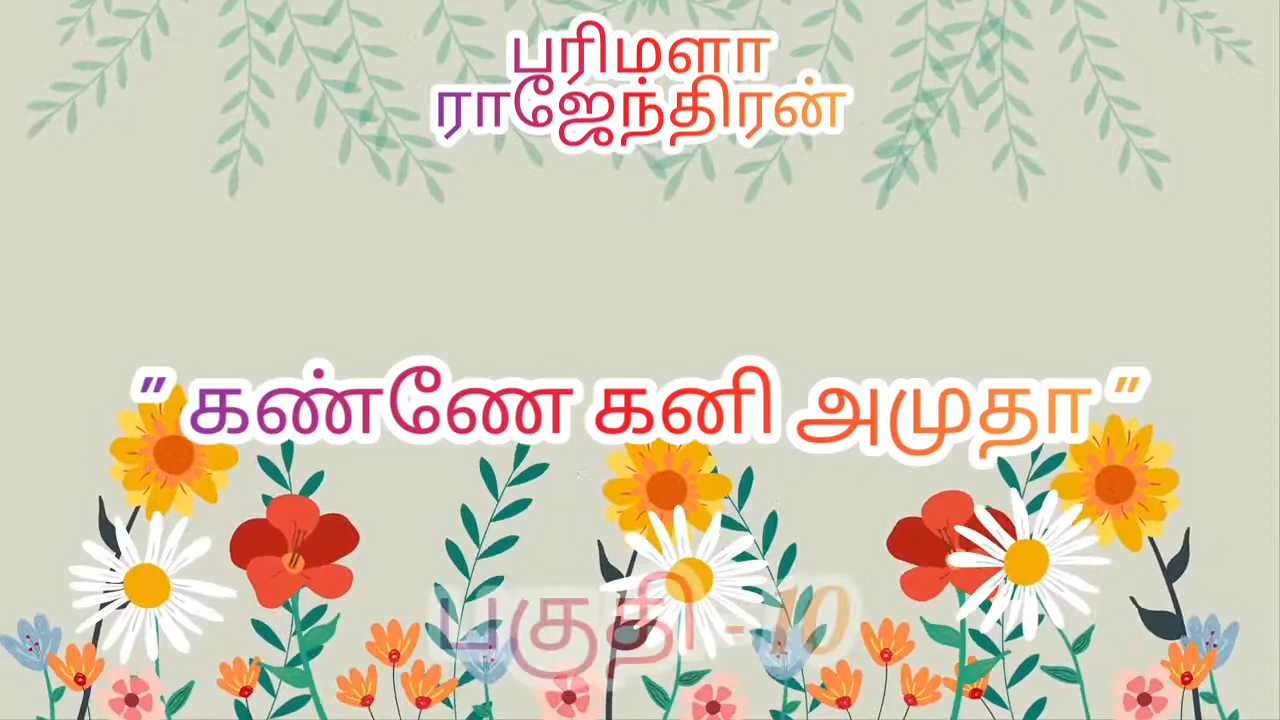 பரிமளா
ராஜேந்திரன்
" கண்ணே கனி அமுதா "
பகுதி - 10